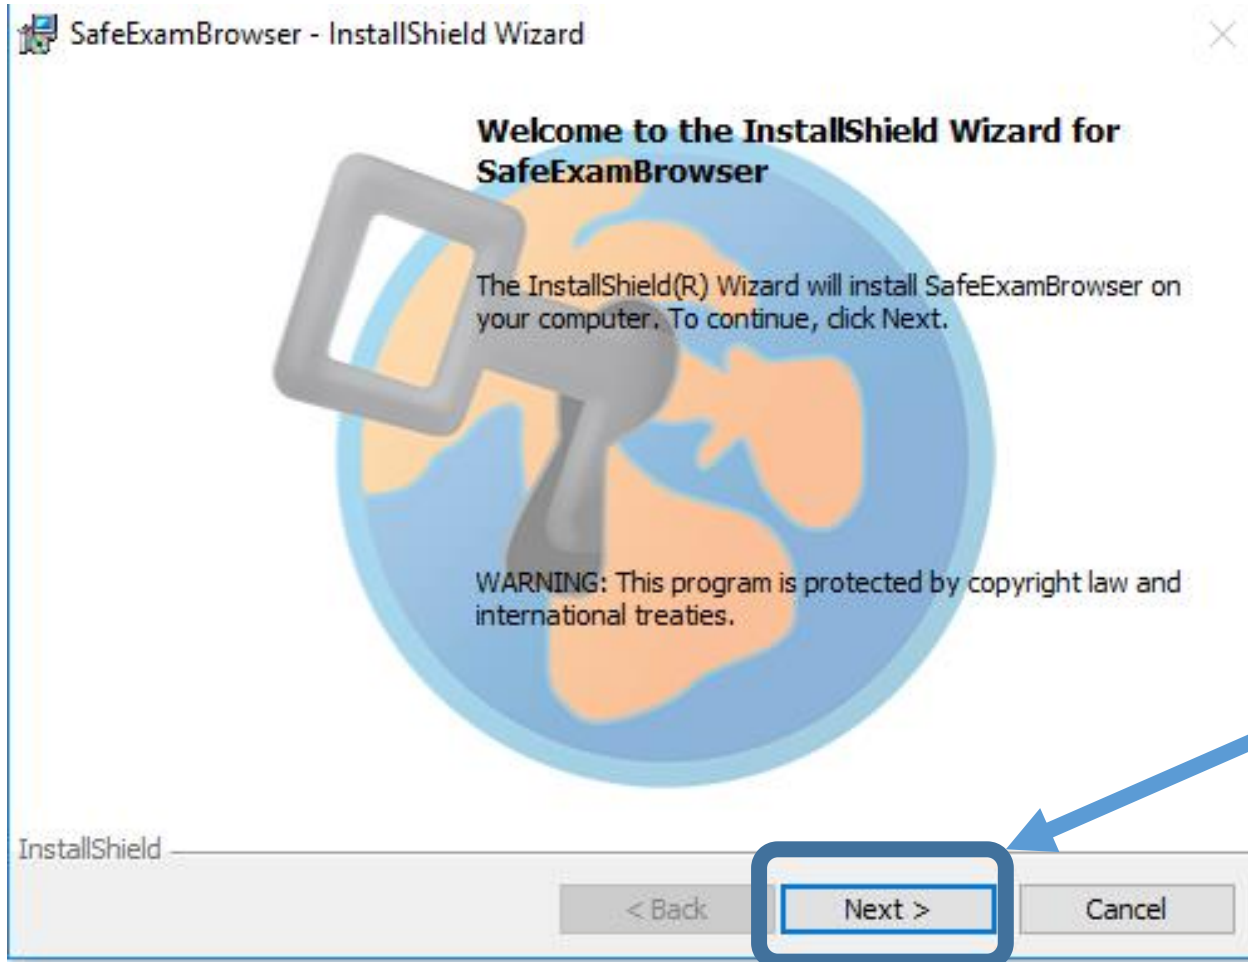 SafeExamBrowser - InstallShield Wizard
Welcome to the InstallShield Wizard for
SafeExamBrowser
The InstallShield(R) Wizard will install SafeExamBrowser on
your computer. To continue, click Next.
WARNING: This program is protected by copyright law and
international treaties.
InstallShield
< Back
Next >
Cancel